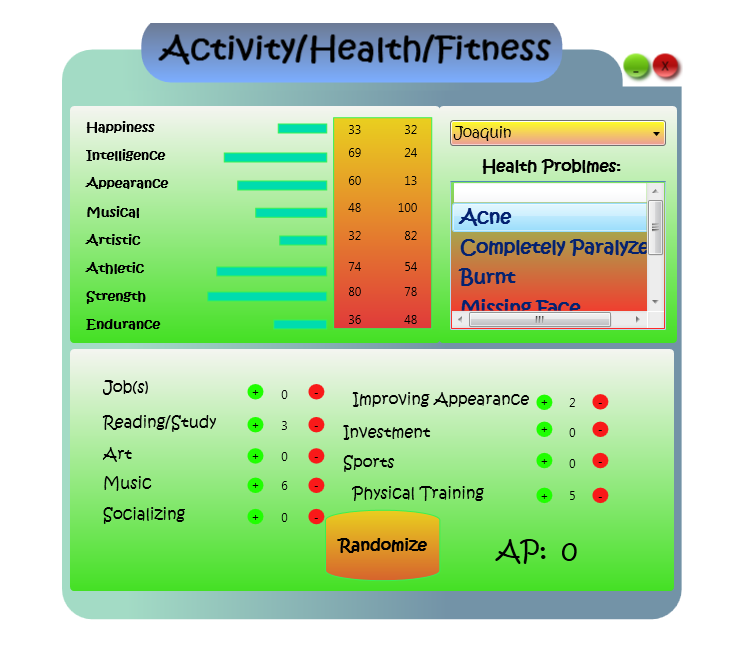 Activity/Health/Fitness
- X
Happiness 33 32
Intelligence 69 24
Appearance 60 13
Musical 48 100
Artistic 32 82
Athletic 74 54
Strength 80 78
Endurance 36 48
Joaquin
Health Problmes:
Acne
Completely Paralyze
Burnt
Missing Face
Job(s) + 0 -
Reading/Study + 3 -
Art + 0 -
Music + 6 -
Socializing + 0 -
Improving Appearance + 2 -
Investment + 0 -
Sports + 0 -
Physical Training + 5 -
Randomize
AP: 0